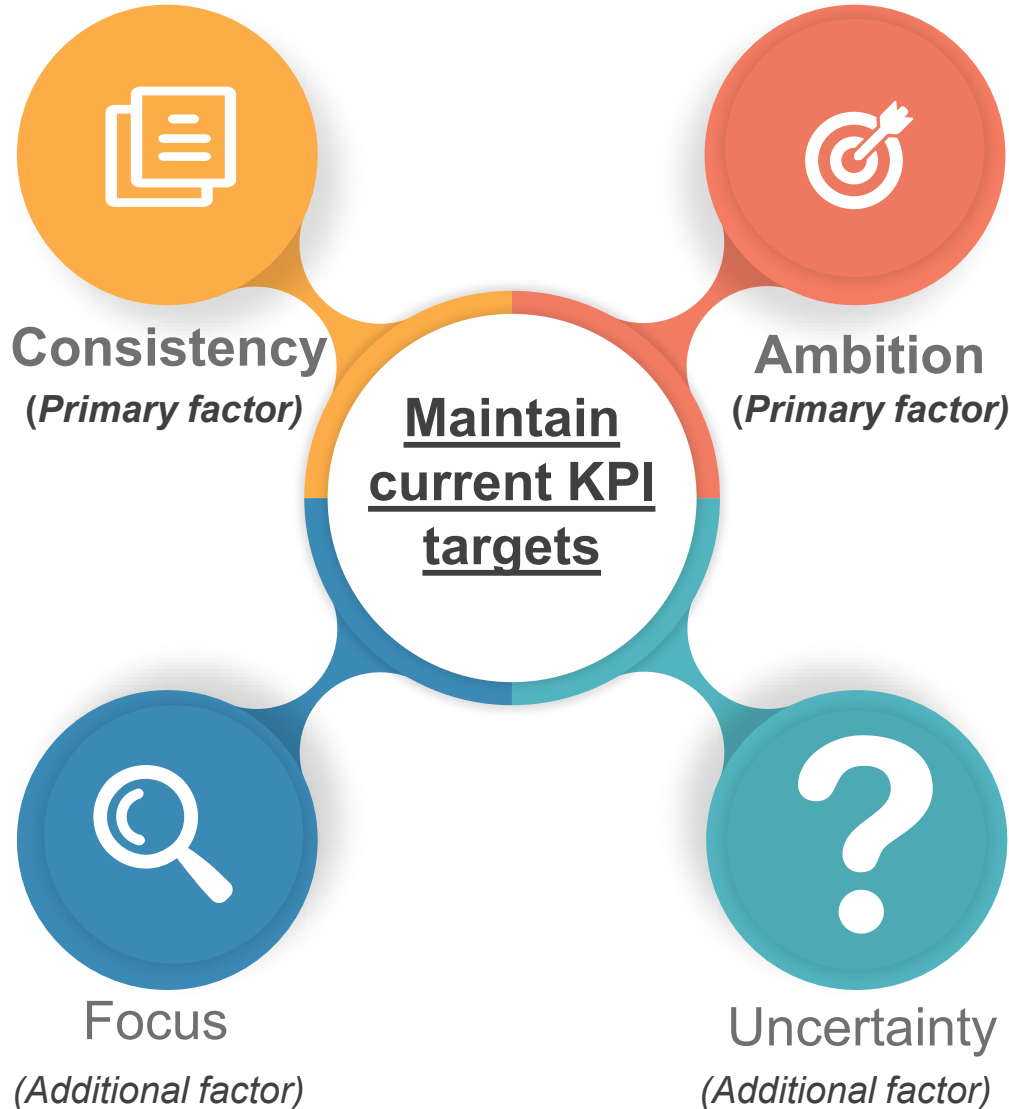 Consistency
(Primary factor)
Ambition
(Primary factor)
Maintain
current KPI
targets
Focus
(Additional factor)
Uncertainty
(Additional factor)